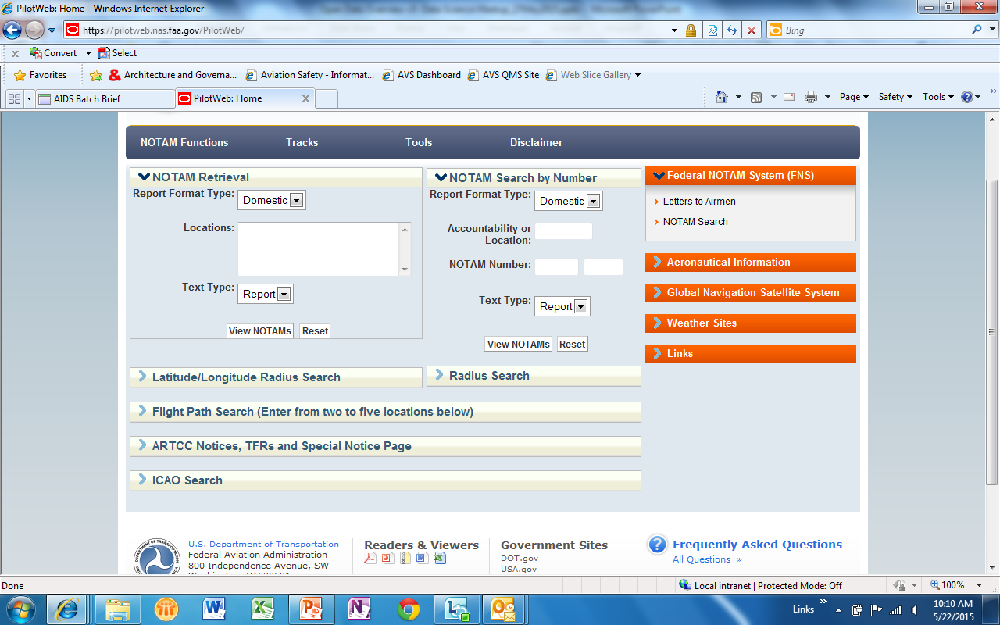 PilotWeb: Home - Windows Internet Explorer
https://pilotweb.nas.faa.gov/PilotWeb/
Bing
x Convert Select
Favorites Architecture and Governa... Aviation Safety - Informat... AVS Dashboard AVS QMS Site Web Slice Gallery
AIDS Batch Brief PilotWeb: Home Page Safety Tools
NOTAM Functions Tracks Tools Disclaimer
NOTAM Retrieval
Report Format Type: Domestic
Locations:
Text Type: Report
View NOTAMs Reset
NOTAM Search by Number
Report Format Type: Domestic
Accountability or
Location:
NOTAM Number:
Text Type: Report
View NOTAMs Reset
Federal NOTAM System (FNS)
Letters to Airmen
NOTAM Search
Aeronautical Information
Global Navigation Satellite System
Weather Sites
Links
Latitude/Longitude Radius Search
Radius Search
Flight Path Search (Enter from two to five locations below)
ARTCC Notices, TFRs and Special Notice Page
ICAO Search
U.S. Department of Transportation
Federal Aviation Administration
800 Independence Avenue, SW
Readers & Viewers
Government Sites
DOT.gov
USA.gov
Frequently Asked Questions
All Questions »
Done
Local intranet | Protected Mode: Off
100%
Links »
10:10 AM
5/22/2015